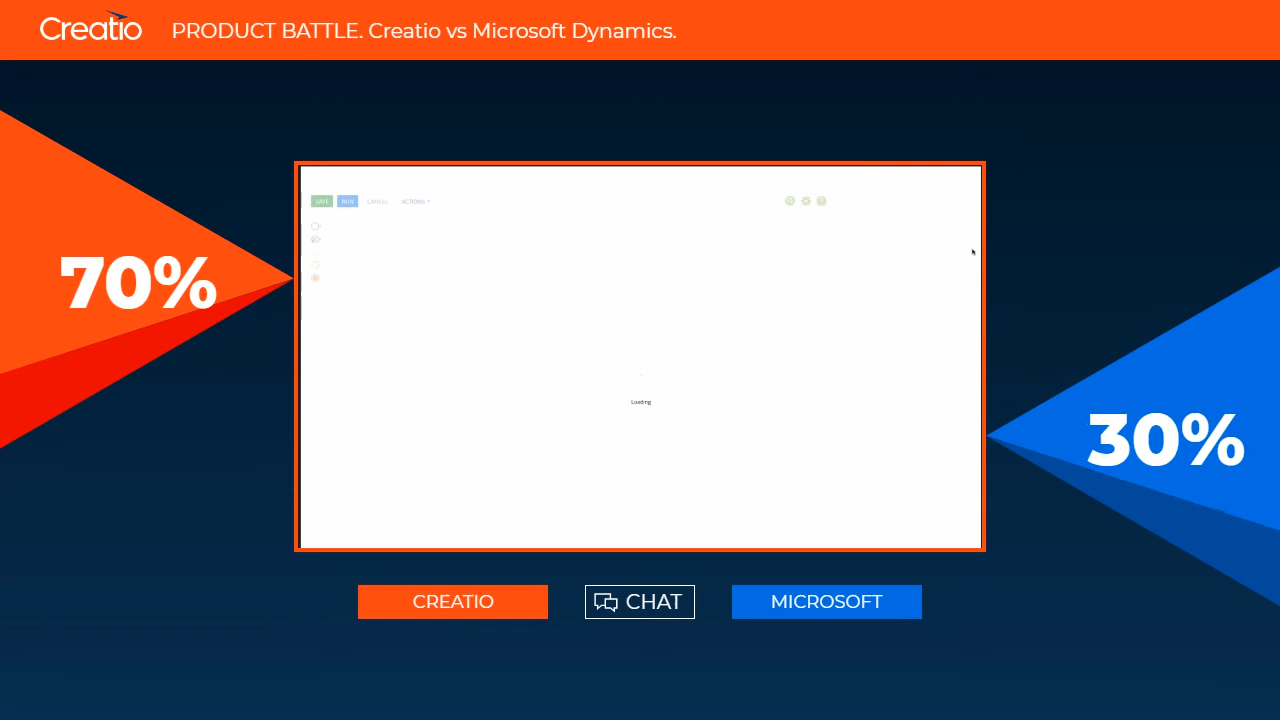 Creatio
PRODUCT BATTLE. Creatio vs Microsoft Dynamics.
SAVE RUN CANCEL ACTIONS
70%
Loading
30%
CREATIO
CHAT
MICROSOFT